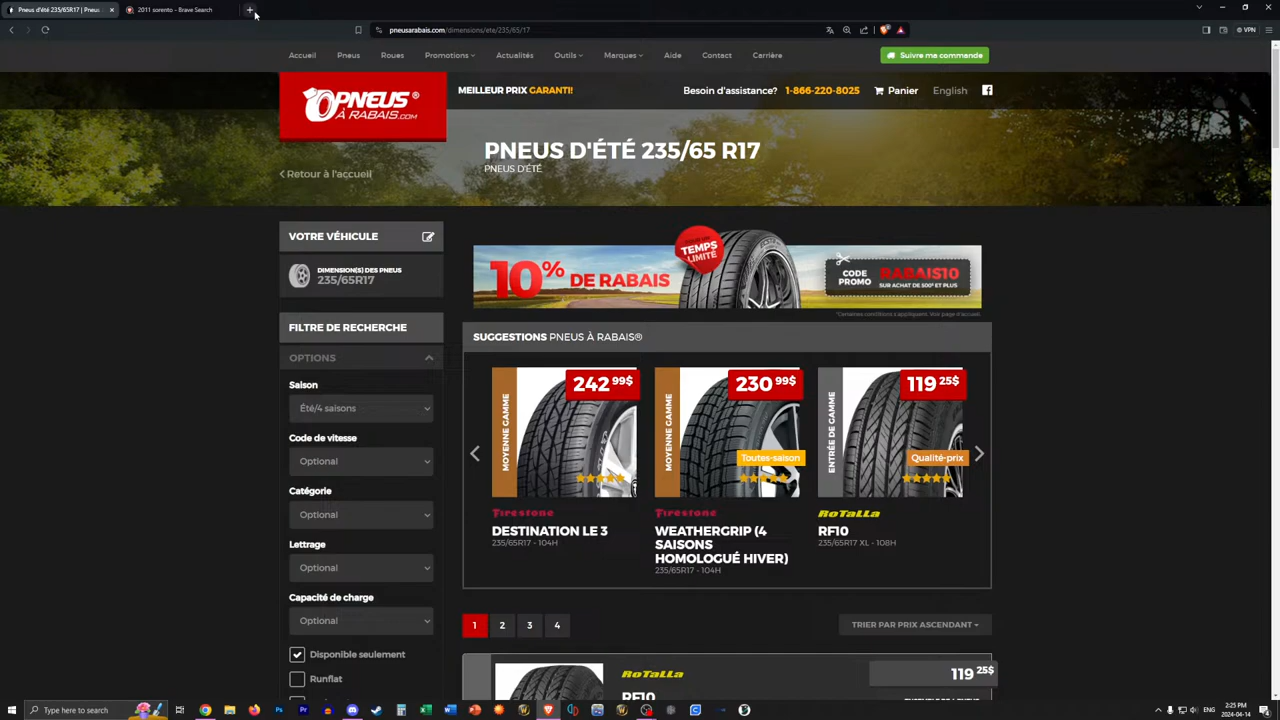 Pneus d'été 235/65R17 | Pneus
2011 sorento - Brave Search
pneusarabais.com/dimensions/ete/235/65/17
VPN
Accueil
Pneus
Roues
Promotions
Actualités
Outils
Marques
Aide
Contact
Carrière
Suivre ma commande
PNEUS
À RABAIS.COM
MEILLEUR PRIX GARANTI!
Besoin d'assistance? 1-866-220-8025
Panier
English
PNEUS D'ÉTÉ 235/65 R17
PNEUS D'ÉTÉ
Retour à l'accueil
VOTRE VÉHICULE
DIMENSION(S) DES PNEUS
235/65R17
FILTRE DE RECHERCHE
OPTIONS
Saison
Été/4 saisons
Code de vitesse
Optional
Catégorie
Optional
Lettrage
Optional
Capacité de charge
Optional
Disponible seulement
Runflat
10% DE RABAIS
TEMPS
LIMITÉ
CODE
PROMO
RABAIS10
SUR ACHAT DE 500$ ET PLUS
*Certaines conditions s'appliquent. Voir page d'accueil.
SUGGESTIONS PNEUS À RABAIS®
MOYENNE GAMME
242 99$
Firestone
DESTINATION LE 3
235/65R17 - 104H
MOYENNE GAMME
230 99$
Toutes-saison
Firestone
WEATHERGRIP (4
SAISONS
HOMOLOGUÉ HIVER)
235/65R17 - 104H
ENTRÉE DE GAMME
119 25$
Qualité-prix
RoTaLLa
RF10
235/65R17 XL - 108H
1
2
3
4
TRIER PAR PRIX ASCENDANT
RoTaLLa
RF10
119 25$
Type here to search
ENG
2:25 PM
2024-04-14